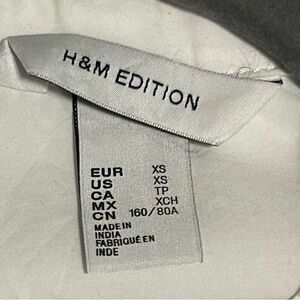 H&M EDITION
EUR XS
US XS
CA TP
MX XCH
CN 160/80A
MADE IN
INDIA
FABRIQUÉ EN
INDE